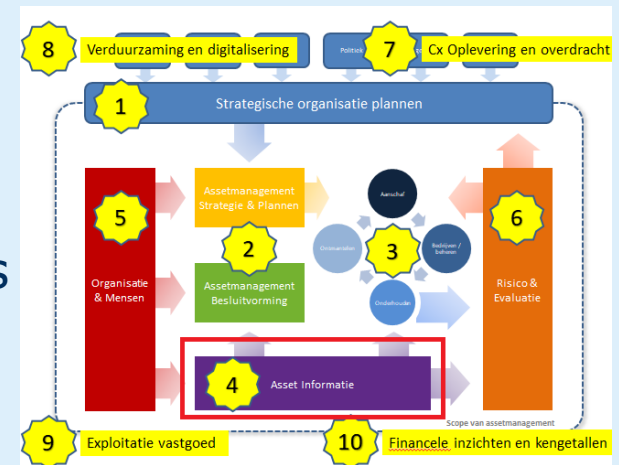 8 Verduurzaming en digitalisering
Politiek
7 Cx Oplevering en overdracht
1 Strategische organisatie plannen
Assetmanagement
Strategie & Plannen
Aanschaf
5
2
3
6
Bedrijven /
beheren
Organisatie
& Mensen
Assetmanagement
Besluitvorming
Onderhouden
Risico &
Evaluatie
s
4 Asset Informatie
Scope van assetmanagement
9 Exploitatie vastgoed
10 Financele inzichten en kengetallen